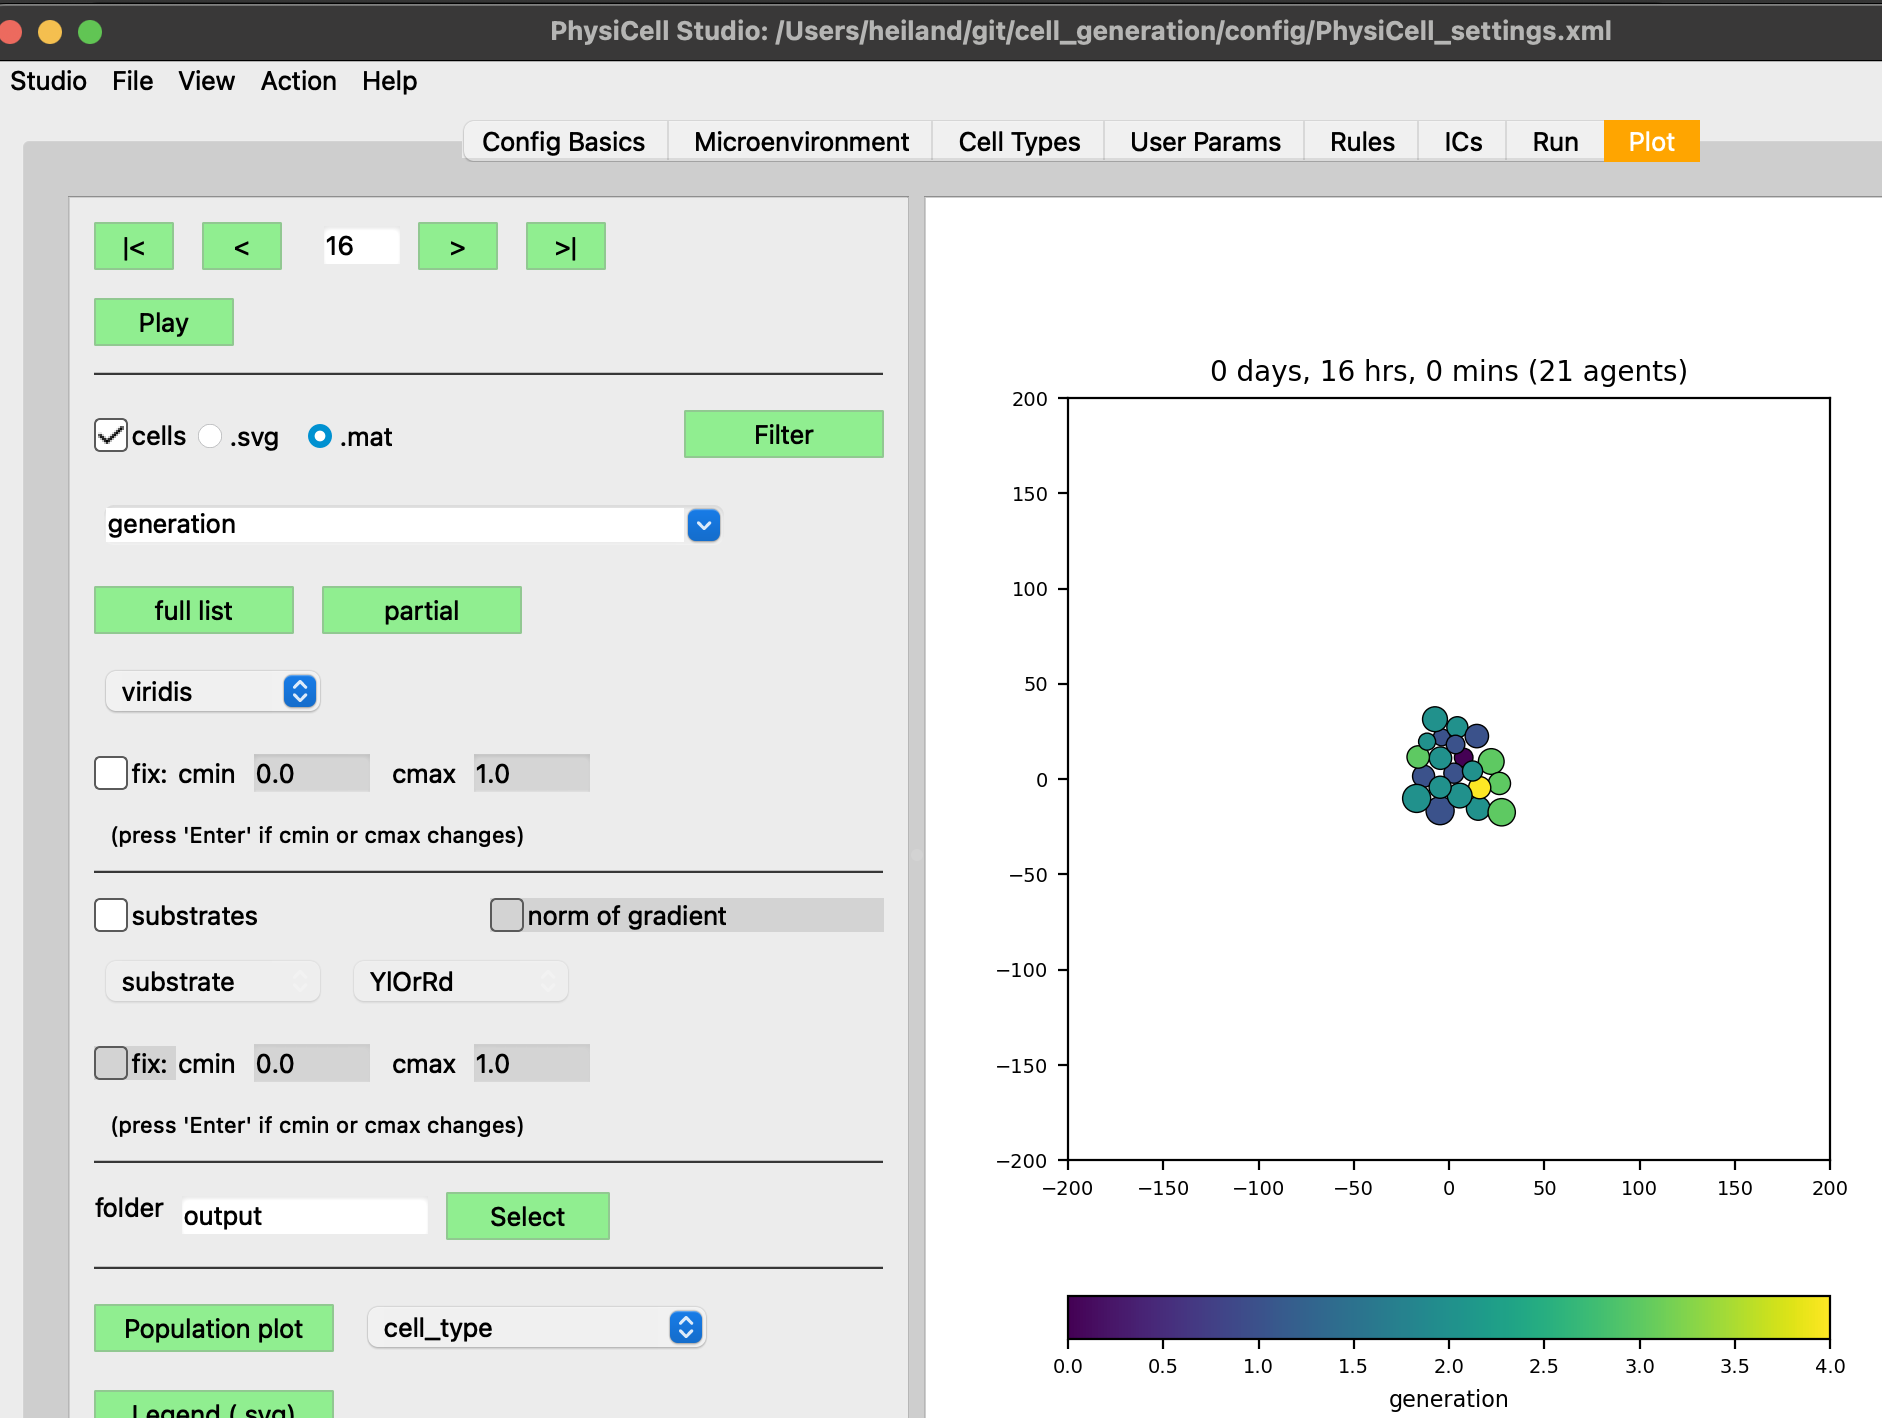 PhysiCell Studio: /Users/heiland/git/cell_generation/config/PhysiCell_settings.xml
Studio File View Action Help
Config Basics Microenvironment Cell Types User Params Rules ICs Run Plot
|< < 16 > >|
Play
cells .svg .mat Filter
generation
full list partial
viridis
fix: cmin 0.0 cmax 1.0
(press 'Enter' if cmin or cmax changes)
substrates norm of gradient
substrate YlOrRd
fix: cmin 0.0 cmax 1.0
(press 'Enter' if cmin or cmax changes)
folder output Select
Population plot cell_type
Legend (.svg)
0 days, 16 hrs, 0 mins (21 agents)
200
150
100
50
0
−50
−100
−150
−200
−200 −150 −100 −50 0 50 100 150 200
0.0 0.5 1.0 1.5 2.0 2.5 3.0 3.5 4.0
generation